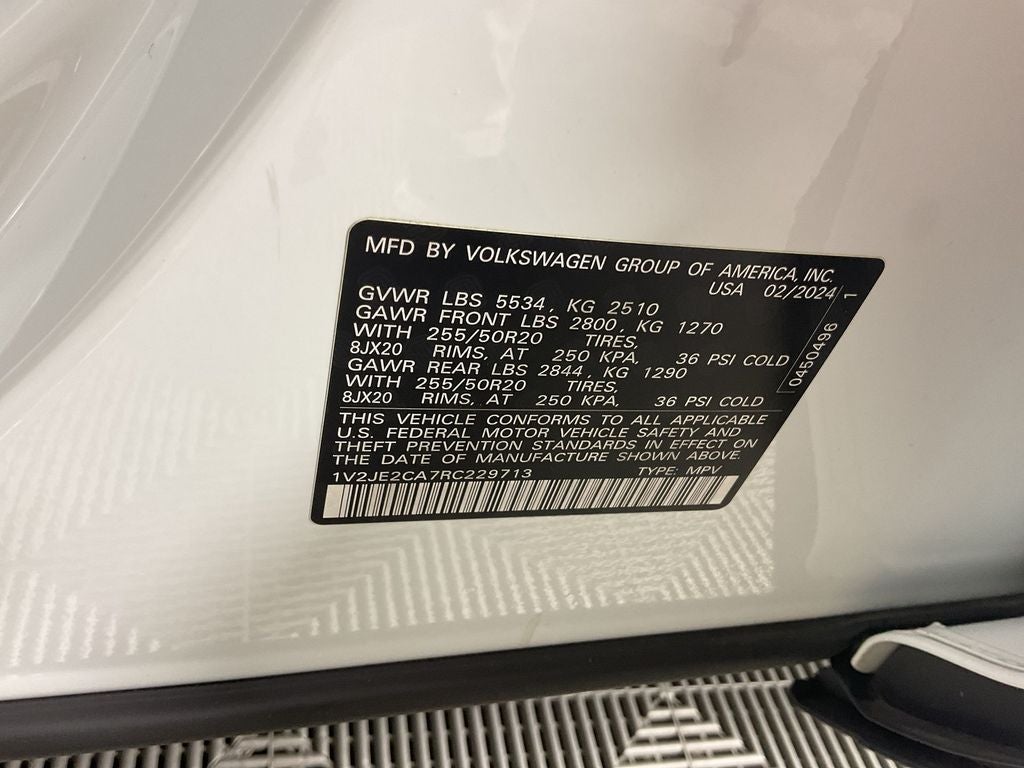 MFD BY VOLKSWAGEN GROUP OF AMERICA, INC.
USA 02/2024
GVWR LBS 5534, KG 2510
GAWR FRONT LBS 2800, KG 1270
WITH 255/50R20 TIRES,
8JX20 RIMS, AT 250 KPA, 36 PSI COLD
GAWR REAR LBS 2844, KG 1290
WITH 255/50R20 TIRES,
8JX20 RIMS, AT 250 KPA, 36 PSI COLD
0450496 1
THIS VEHICLE CONFORMS TO ALL APPLICABLE
U.S. FEDERAL MOTOR VEHICLE SAFETY AND
THEFT PREVENTION STANDARDS IN EFFECT ON
THE DATE OF MANUFACTURE SHOWN ABOVE.
1V2JE2CA7RC229713 TYPE: MPV